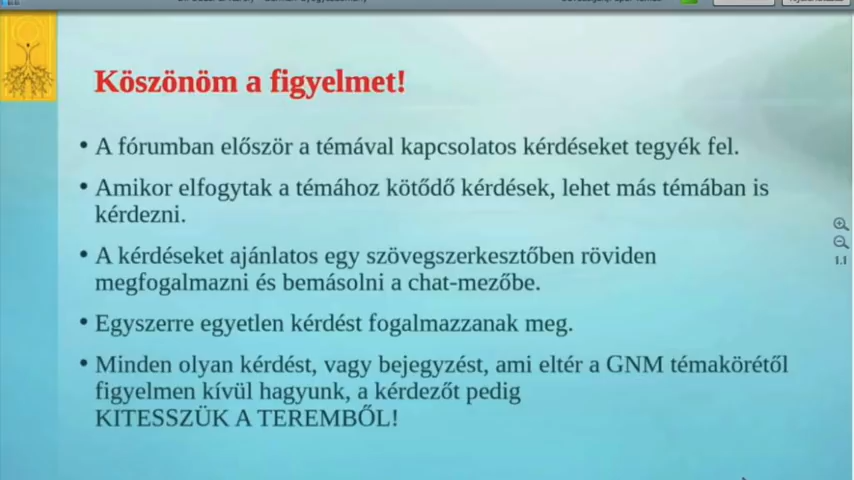 Köszönöm a figyelmet!
• A fórumban először a témával kapcsolatos kérdéseket tegyék fel.
• Amikor elfogytak a témához kötődő kérdések, lehet más témában is
kérdezni.
• A kérdéseket ajánlatos egy szövegszerkesztőben röviden
megfogalmazni és bemásolni a chat-mezőbe.
• Egyszerre egyetlen kérdést fogalmazzanak meg.
• Minden olyan kérdést, vagy bejegyzést, ami eltér a GNM témakörétől
figyelmen kívül hagyunk, a kérdezőt pedig
KITESSZÜK A TEREMBŐL!
1.1